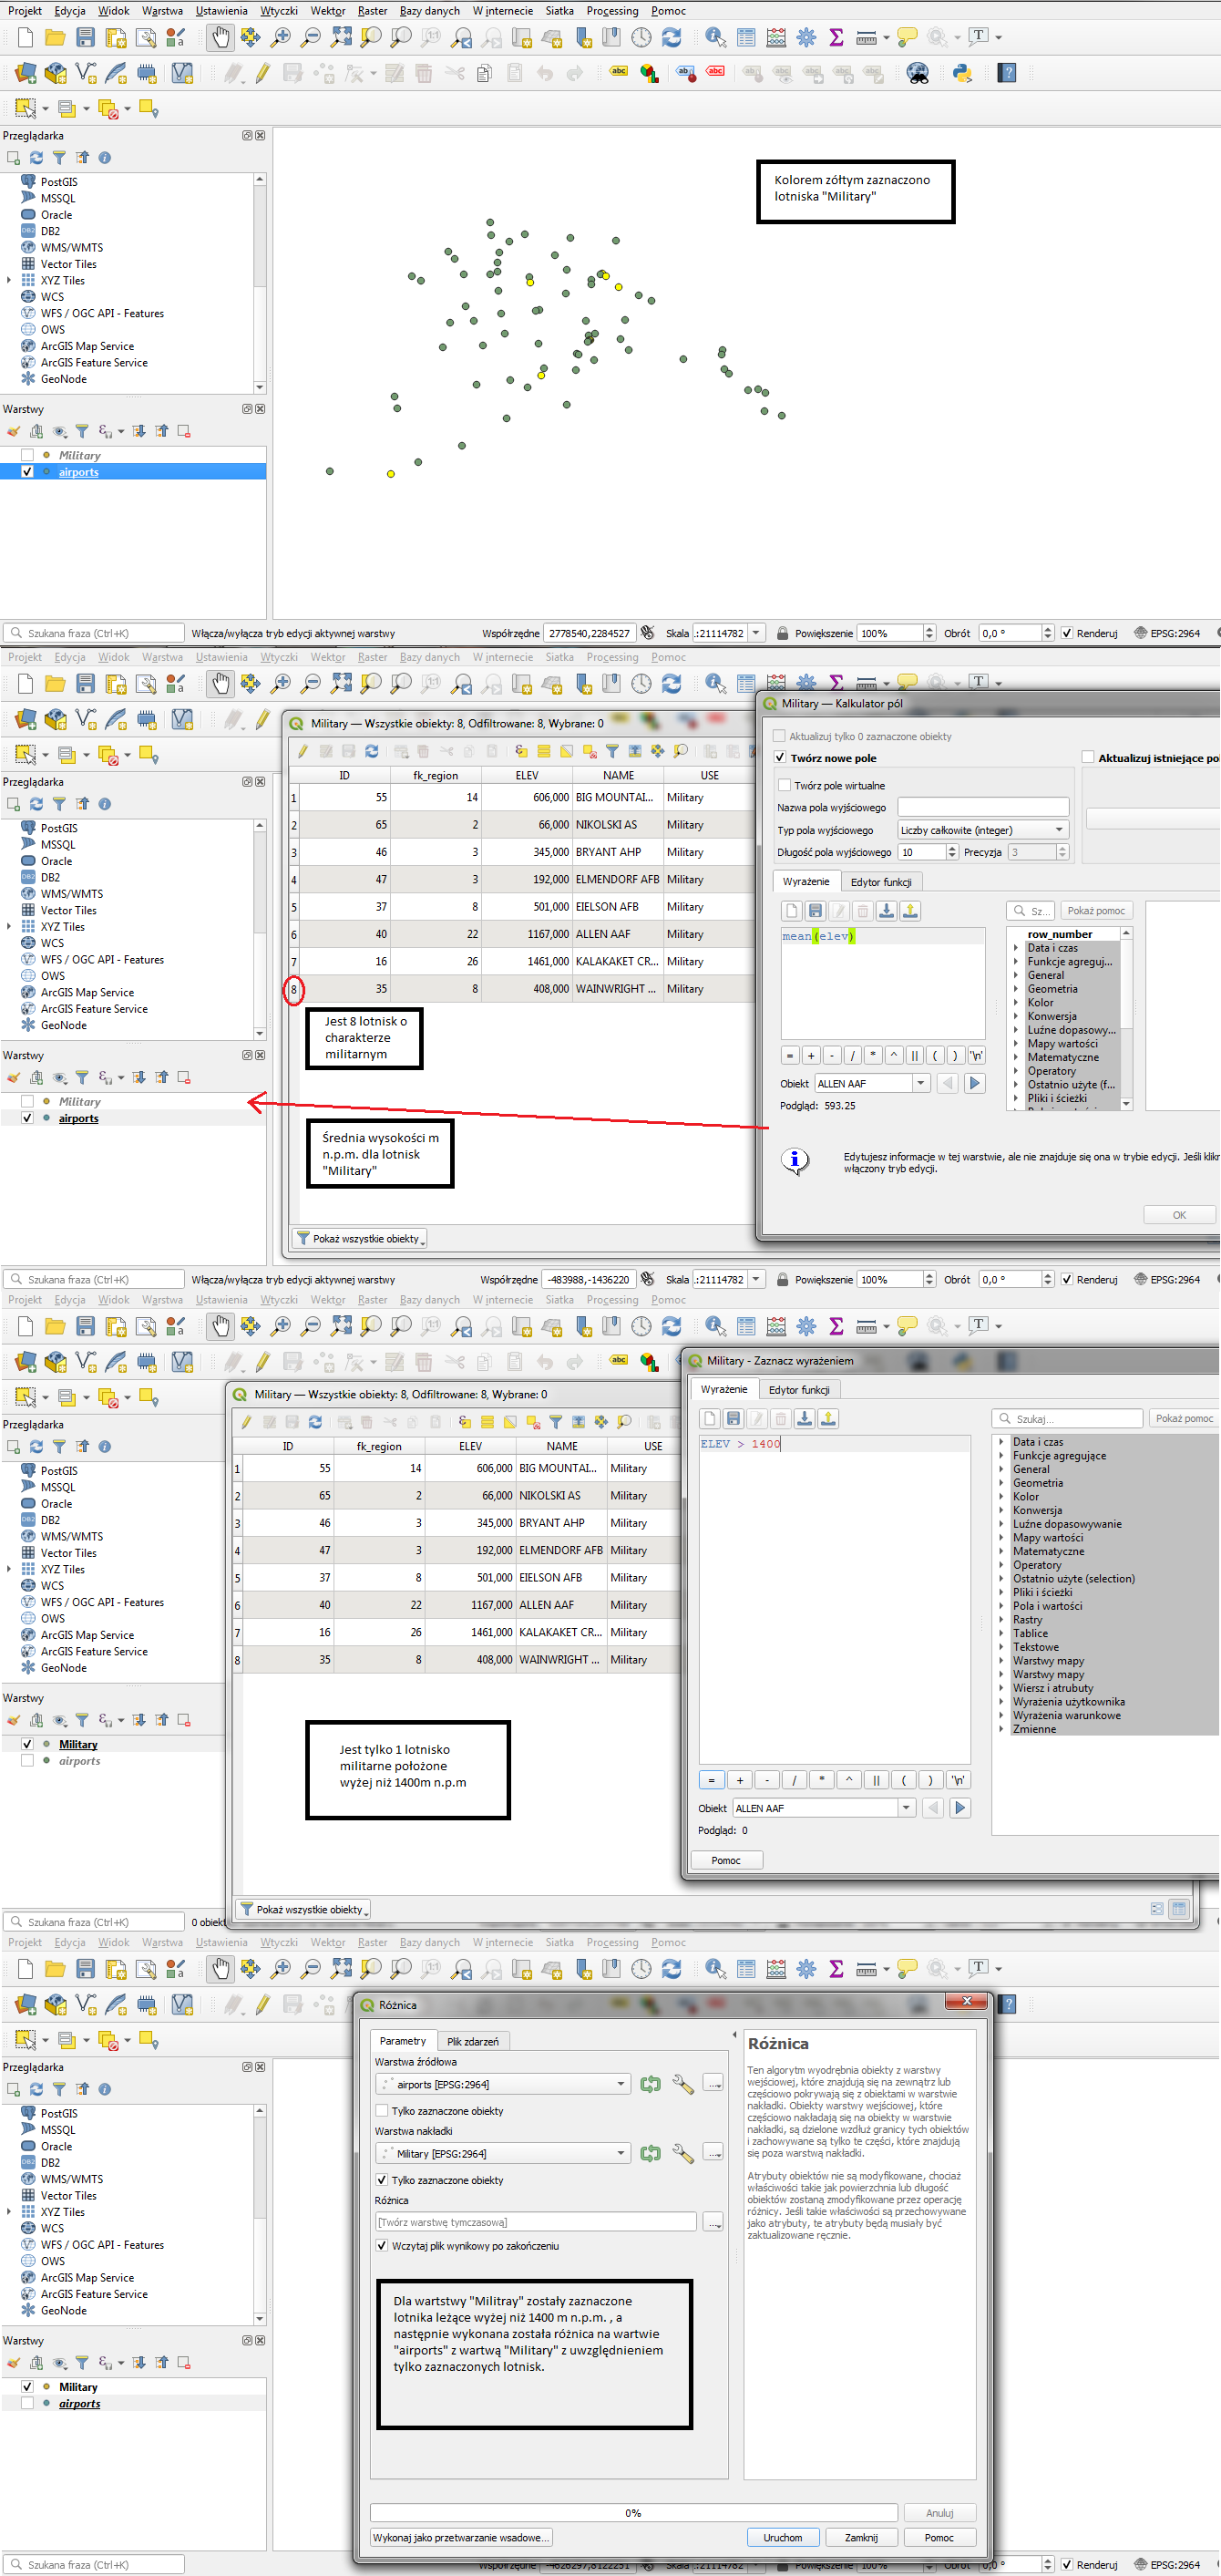 Projekt Edycja Widok Warstwa Ustawienia Wtyczki Wektor Raster Bazy danych W internecie Siatka Processing Pomoc
Przeglądarka
PostGIS
MSSQL
Oracle
DB2
WMS/WMTS
Vector Tiles
XYZ Tiles
WCS
WFS / OGC API - Features
OWS
ArcGIS Map Service
ArcGIS Feature Service
GeoNode
Warstwy
Military
airports
Kolorem zółtym zaznaczono
lotniska "Military"
Szukana fraza (Ctrl+K) Włącza/wyłącza tryb edycji aktywnej warstwy Współrzędne 2778540,2284527 Skala .:21114782 Powiększenie 100% Obrót 0,0 ° Renderuj EPSG:2964
Projekt Edycja Widok Warstwa Ustawienia Wtyczki Wektor Raster Bazy danych W internecie Siatka Processing Pomoc
Przeglądarka
PostGIS
MSSQL
Oracle
DB2
WMS/WMTS
Vector Tiles
XYZ Tiles
WCS
WFS / OGC API - Features
OWS
ArcGIS Map Service
ArcGIS Feature Service
GeoNode
Warstwy
Military
airports
Military — Wszystkie obiekty: 8, Odfiltrowane: 8, Wybrane: 0
ID fk_region ELEV NAME USE
1 55 14 606,000 BIG MOUNTAI... Military
2 65 2 66,000 NIKOLSKI AS Military
3 46 3 345,000 BRYANT AHP Military
4 47 3 192,000 ELMENDORF AFB Military
5 37 8 501,000 EIELSON AFB Military
6 40 22 1167,000 ALLEN AAF Military
7 16 26 1461,000 KALAKAKET CR... Military
8 35 8 408,000 WAINWRIGHT ... Military
Jest 8 lotnisk o
charakterze
militarnym
Średnia wysokości m
n.p.m. dla lotnisk
"Military"
Pokaż wszystkie obiekty
Military — Kalkulator pól
Aktualizuj tylko 0 zaznaczone obiekty
Twórz nowe pole Aktualizuj istniejące po
Twórz pole wirtualne
Nazwa pola wyjściowego
Typ pola wyjściowego Liczby całkowite (integer)
Długość pola wyjściowego 10 Precyzja 3
Wyrażenie Edytor funkcji
Sz... Pokaż pomoc
mean(elev)
row_number
Data i czas
Funkcje agreguj...
General
Geometria
Kolor
Konwersja
Luźne dopasowy...
Mapy wartości
Matematyczne
Operatory
Ostatnio użyte (f...
Pliki i ścieżki
= + - / * ^ || ( ) '\n'
Obiekt ALLEN AAF
Podgląd: 593.25
Edytujesz informacje w tej warstwie, ale nie znajduje się ona w trybie edycji. Jeśli klikn
włączony tryb edycji.
OK
Szukana fraza (Ctrl+K) Włącza/wyłącza tryb edycji aktywnej warstwy Współrzędne -483988,-1436220 Skala .:21114782 Powiększenie 100% Obrót 0,0 ° Renderuj EPSG:2964
Projekt Edycja Widok Warstwa Ustawienia Wtyczki Wektor Raster Bazy danych W internecie Siatka Processing Pomoc
Przeglądarka
PostGIS
MSSQL
Oracle
DB2
WMS/WMTS
Vector Tiles
XYZ Tiles
WCS
WFS / OGC API - Features
OWS
ArcGIS Map Service
ArcGIS Feature Service
GeoNode
Warstwy
Military
airports
Military — Wszystkie obiekty: 8, Odfiltrowane: 8, Wybrane: 0
ID fk_region ELEV NAME USE
1 55 14 606,000 BIG MOUNTAI... Military
2 65 2 66,000 NIKOLSKI AS Military
3 46 3 345,000 BRYANT AHP Military
4 47 3 192,000 ELMENDORF AFB Military
5 37 8 501,000 EIELSON AFB Military
6 40 22 1167,000 ALLEN AAF Military
7 16 26 1461,000 KALAKAKET CR... Military
8 35 8 408,000 WAINWRIGHT ... Military
Jest tylko 1 lotnisko
militarne położone
wyżej niż 1400m n.p.m
Pokaż wszystkie obiekty
Military - Zaznacz wyrażeniem
Wyrażenie Edytor funkcji
Szukaj... Pokaż pomoc
ELEV > 1400
Data i czas
Funkcje agregujące
General
Geometria
Kolor
Konwersja
Luźne dopasowywanie
Mapy wartości
Matematyczne
Operatory
Ostatnio użyte (selection)
Pliki i ścieżki
Pola i wartości
Rastry
Tablice
Tekstowe
Warstwy mapy
Warstwy mapy
Wiersz i atrubuty
Wyrażenia użytkownika
Wyrażenia warunkowe
Zmienne
= + - / * ^ || ( ) '\n'
Obiekt ALLEN AAF
Podgląd: 0
Pomoc
Szukana fraza (Ctrl+K) 0 obiekt
Projekt Edycja Widok Warstwa Ustawienia Wtyczki Wektor Raster Bazy danych W internecie Siatka Processing Pomoc
Przeglądarka
PostGIS
MSSQL
Oracle
DB2
WMS/WMTS
Vector Tiles
XYZ Tiles
WCS
WFS / OGC API - Features
OWS
ArcGIS Map Service
ArcGIS Feature Service
GeoNode
Warstwy
Military
airports
Różnica
Parametry Plik zdarzeń
Warstwa źródłowa
airports [EPSG:2964]
Tylko zaznaczone obiekty
Warstwa nakładki
Military [EPSG:2964]
Tylko zaznaczone obiekty
Różnica
[Twórz warstwę tymczasową]
Wczytaj plik wynikowy po zakończeniu
Dla wartstwy "Militray" zostały zaznaczone
lotnika leżące wyżej niż 1400 m n.p.m. , a
następnie wykonana została różnica na wartwie
"airports" z wartwą "Military" z uwzględnieniem
tylko zaznaczonych lotnisk.
Różnica
Ten algorytm wyodrębnia obiekty z warstwy
wejściowej, które znajdują się na zewnątrz lub
częściowo pokrywają się z obiektami w warstwie
nakładki. Obiekty warstwy wejściowej, które
częściowo nakładają się na obiekty w warstwie
nakładki, są dzielone wzdłuż granicy tych obiektów
i zachowywane są tylko te części, które znajdują
się poza warstwą nakładki.
Atrybuty obiektów nie są modyfikowane, chociaż
właściwości takie jak powierzchnia lub długość
obiektów zostaną zmodyfikowane przez operację
różnicy. Jeśli takie właściwości są przechowywane
jako atrybuty, te atrybuty będą musiały być
zaktualizowane ręcznie.
0% Anuluj
Wykonaj jako przetwarzanie wsadowe... Uruchom Zamknij Pomoc
Szukana fraza (Ctrl+K) Współrzędne -4626297,8122251 Skala .:21114782 Powiększenie 100% Obrót 0,0 ° Renderuj EPSG:2964